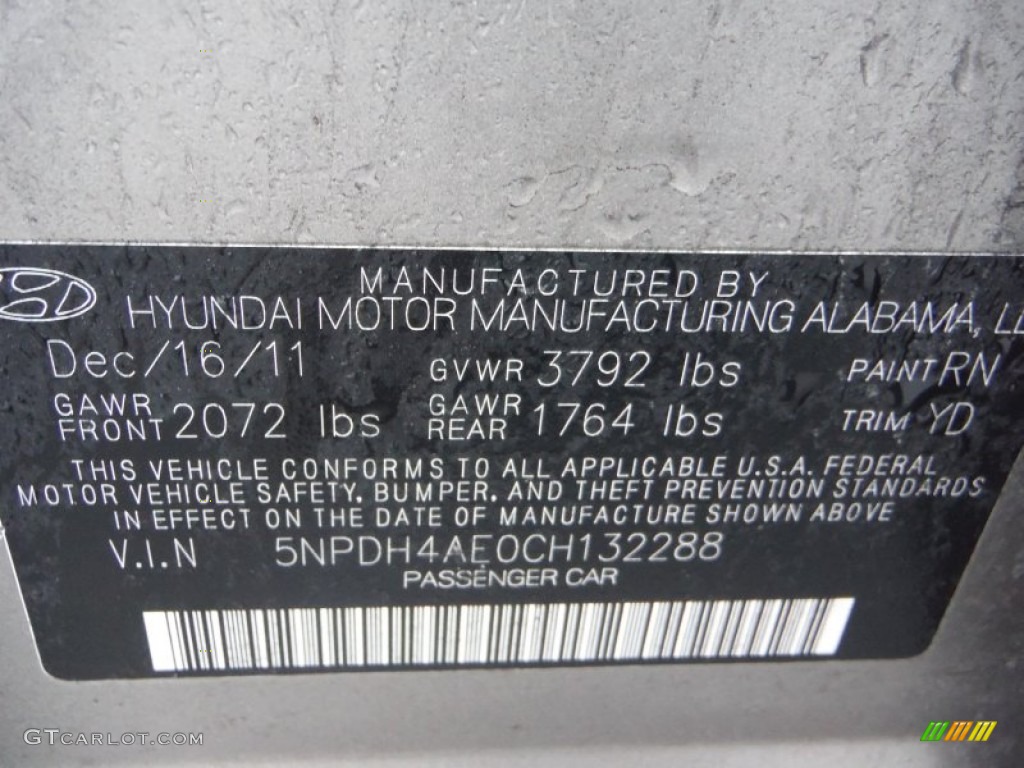 MANUFACTURED BY
HYUNDAI MOTOR MANUFACTURING ALABAMA, LL
Dec/16/11 GVWR 3792 lbs PAINT RN
GAWR FRONT 2072 lbs GAWR REAR 1764 lbs TRIM YD
THIS VEHICLE CONFORMS TO ALL APPLICABLE U.S.A. FEDERAL
MOTOR VEHICLE SAFETY, BUMPER, AND THEFT PREVENTION STANDARDS
IN EFFECT ON THE DATE OF MANUFACTURE SHOWN ABOVE
V.I.N 5NPDH4AE0CH132288
PASSENGER CAR
GTCARLOT.COM